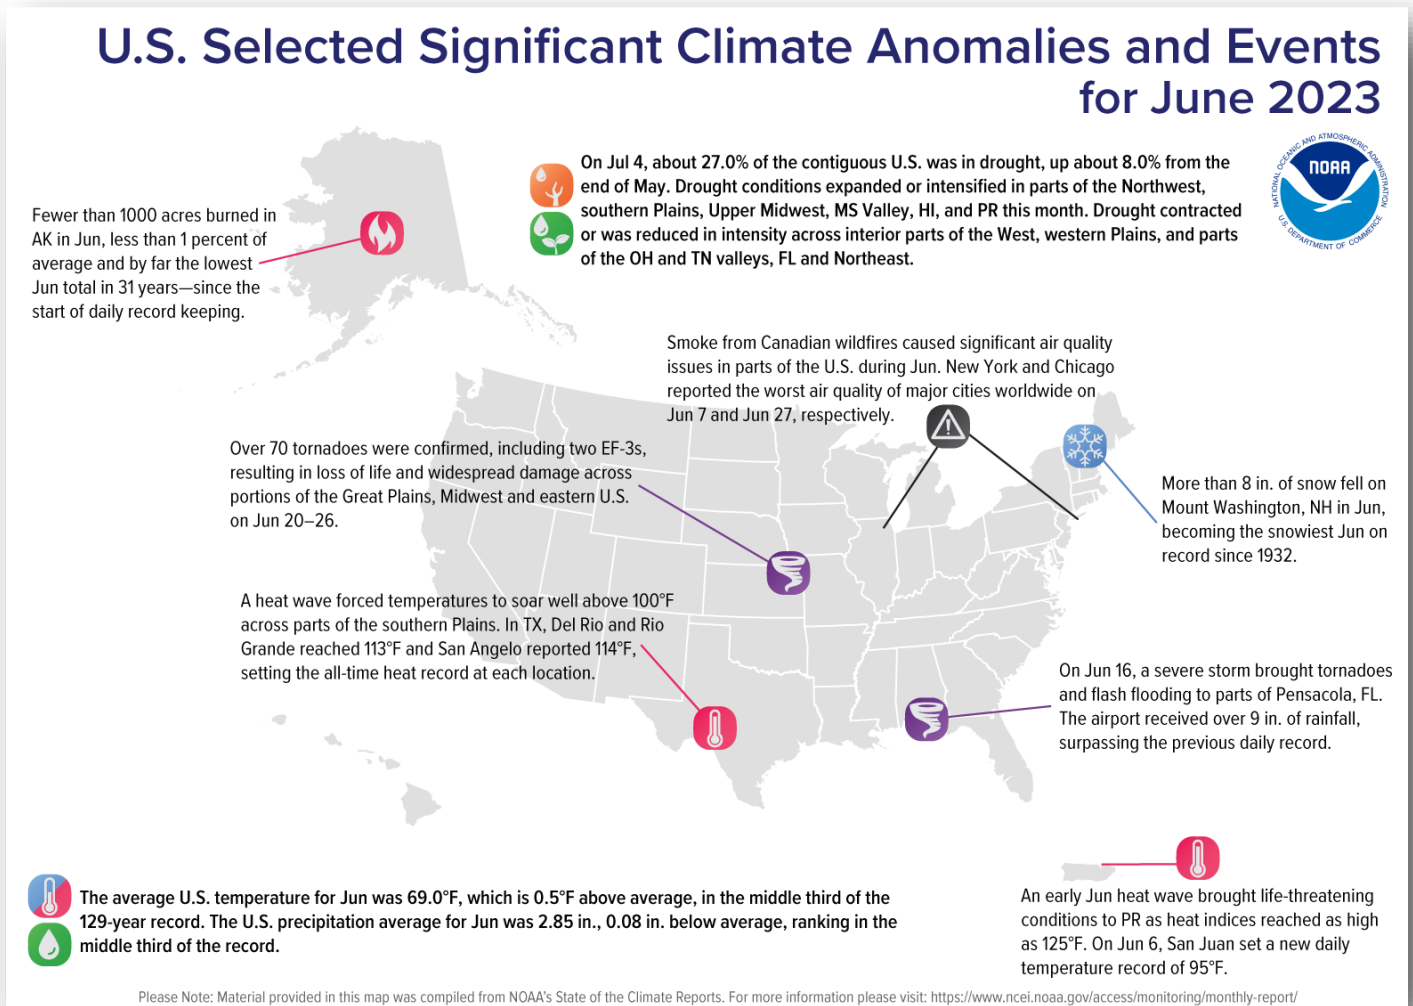 U.S. Selected Significant Climate Anomalies and Events
for June 2023
On Jul 4, about 27.0% of the contiguous U.S. was in drought, up about 8.0% from the
end of May. Drought conditions expanded or intensified in parts of the Northwest,
southern Plains, Upper Midwest, MS Valley, HI, and PR this month. Drought contracted
or was reduced in intensity across interior parts of the West, western Plains, and parts
of the OH and TN valleys, FL and Northeast.
NATIONAL OCEANIC AND ATMOSPHERIC ADMINISTRATION
NOAA
U.S. DEPARTMENT OF COMMERCE
Fewer than 1000 acres burned in
AK in Jun, less than 1 percent of
average and by far the lowest
Jun total in 31 years—since the
start of daily record keeping.
Smoke from Canadian wildfires caused significant air quality
issues in parts of the U.S. during Jun. New York and Chicago
reported the worst air quality of major cities worldwide on
Jun 7 and Jun 27, respectively.
Over 70 tornadoes were confirmed, including two EF-3s,
resulting in loss of life and widespread damage across
portions of the Great Plains, Midwest and eastern U.S.
on Jun 20–26.
More than 8 in. of snow fell on
Mount Washington, NH in Jun,
becoming the snowiest Jun on
record since 1932.
A heat wave forced temperatures to soar well above 100°F
across parts of the southern Plains. In TX, Del Rio and Rio
Grande reached 113°F and San Angelo reported 114°F,
setting the all-time heat record at each location.
On Jun 16, a severe storm brought tornadoes
and flash flooding to parts of Pensacola, FL.
The airport received over 9 in. of rainfall,
surpassing the previous daily record.
The average U.S. temperature for Jun was 69.0°F, which is 0.5°F above average, in the middle third of the
129-year record. The U.S. precipitation average for Jun was 2.85 in., 0.08 in. below average, ranking in the
middle third of the record.
An early Jun heat wave brought life-threatening
conditions to PR as heat indices reached as high
as 125°F. On Jun 6, San Juan set a new daily
temperature record of 95°F.
Please Note: Material provided in this map was compiled from NOAA's State of the Climate Reports. For more information please visit: https://www.ncei.noaa.gov/access/monitoring/monthly-report/